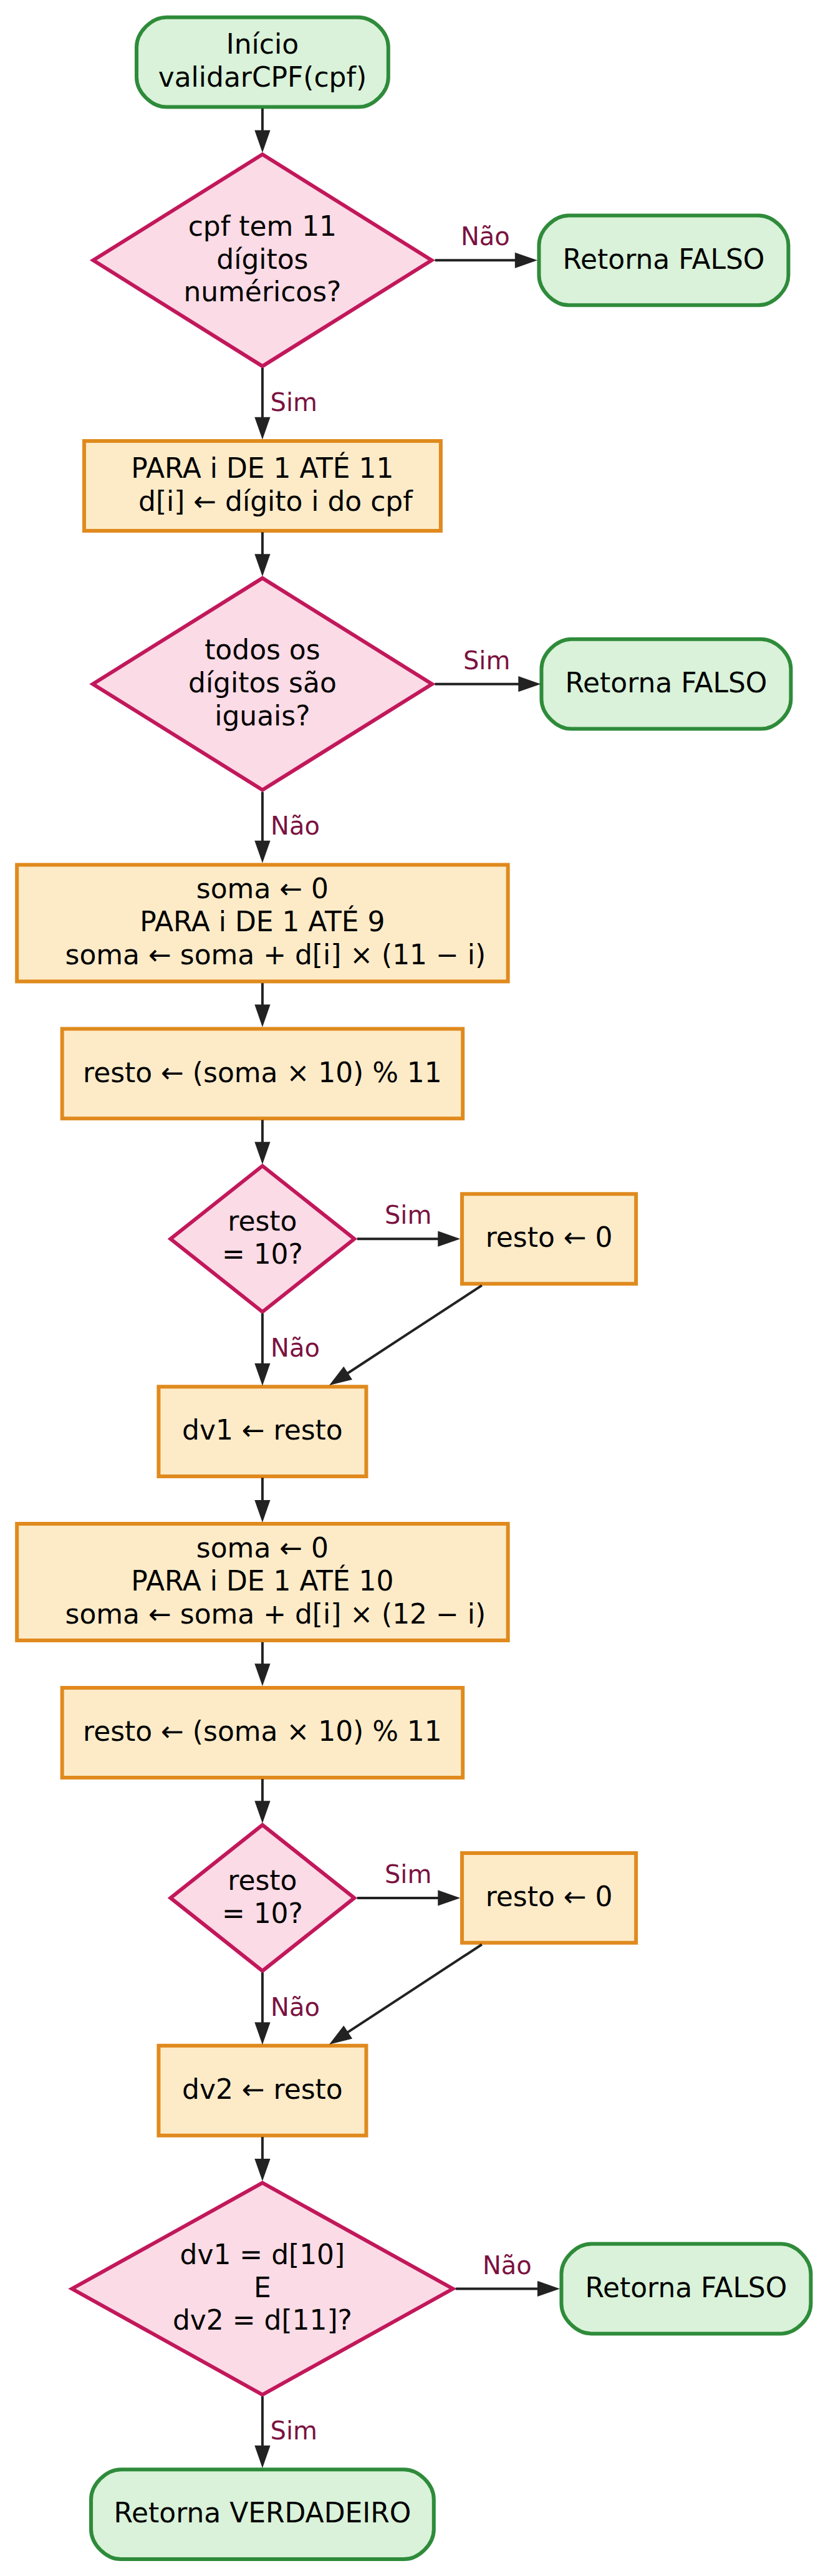 Início
validarCPF(cpf)
cpf tem 11
dígitos
numéricos?
Não
Retorna FALSO
Sim
PARA i DE 1 ATÉ 11
d[i] ← dígito i do cpf
todos os
dígitos são
iguais?
Sim
Retorna FALSO
Não
soma ← 0
PARA i DE 1 ATÉ 9
soma ← soma + d[i] × (11 − i)
resto ← (soma × 10) % 11
resto
= 10?
Sim
resto ← 0
Não
dv1 ← resto
soma ← 0
PARA i DE 1 ATÉ 10
soma ← soma + d[i] × (12 − i)
resto ← (soma × 10) % 11
resto
= 10?
Sim
resto ← 0
Não
dv2 ← resto
dv1 = d[10]
E
dv2 = d[11]?
Não
Retorna FALSO
Sim
Retorna VERDADEIRO